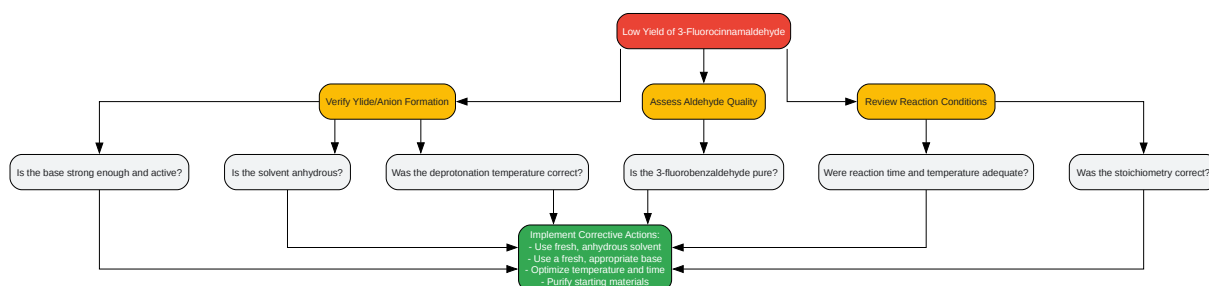 Low Yield of 3-Fluorocinnamaldehyde
Verify Ylide/Anion Formation
Assess Aldehyde Quality
Review Reaction Conditions
Is the base strong enough and active?
Is the solvent anhydrous?
Was the deprotonation temperature correct?
Is the 3-fluorobenzaldehyde pure?
Were reaction time and temperature adequate?
Was the stoichiometry correct?
Implement Corrective Actions:
- Use fresh, anhydrous solvent
- Use a fresh, appropriate base
- Optimize temperature and time
- Purify starting materials